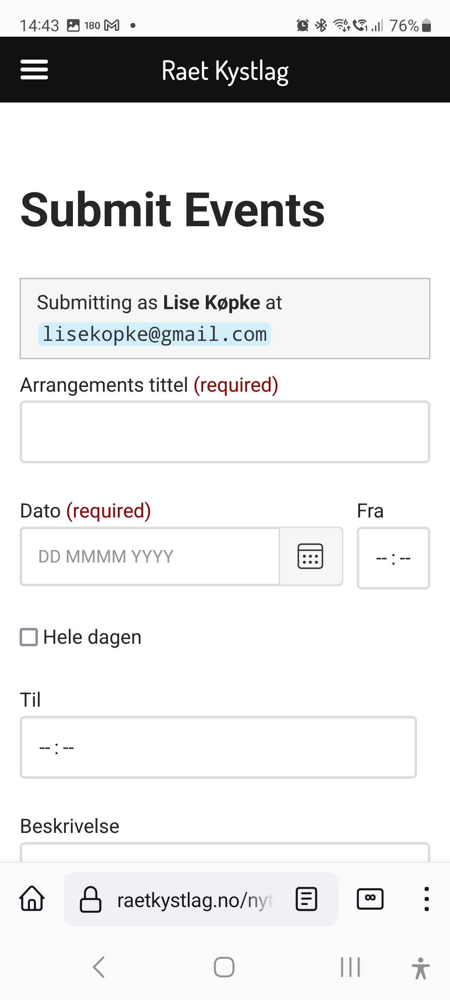 14:43 180 76%
Raet Kystlag
Submit Events
Submitting as Lise Køpke at
lisekopke@gmail.com
Arrangements tittel (required)
Dato (required) Fra
DD MMMM YYYY -- : --
Hele dagen
Til
-- : --
Beskrivelse
raetkystlag.no/nyt